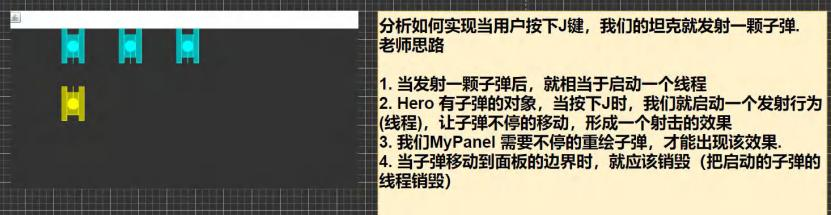 分析如何实现当用户按下J键，我们的坦克就发射一颗子弹.
老师思路
1. 当发射一颗子弹后，就相当于启动一个线程
2. Hero 有子弹的对象，当按下J时，我们就启动一个发射行为
(线程)，让子弹不停的移动，形成一个射击的效果
3. 我们MyPanel 需要不停的重绘子弹，才能出现该效果.
4. 当子弹移动到面板的边界时，就应该销毁（把启动的子弹的
线程销毁）